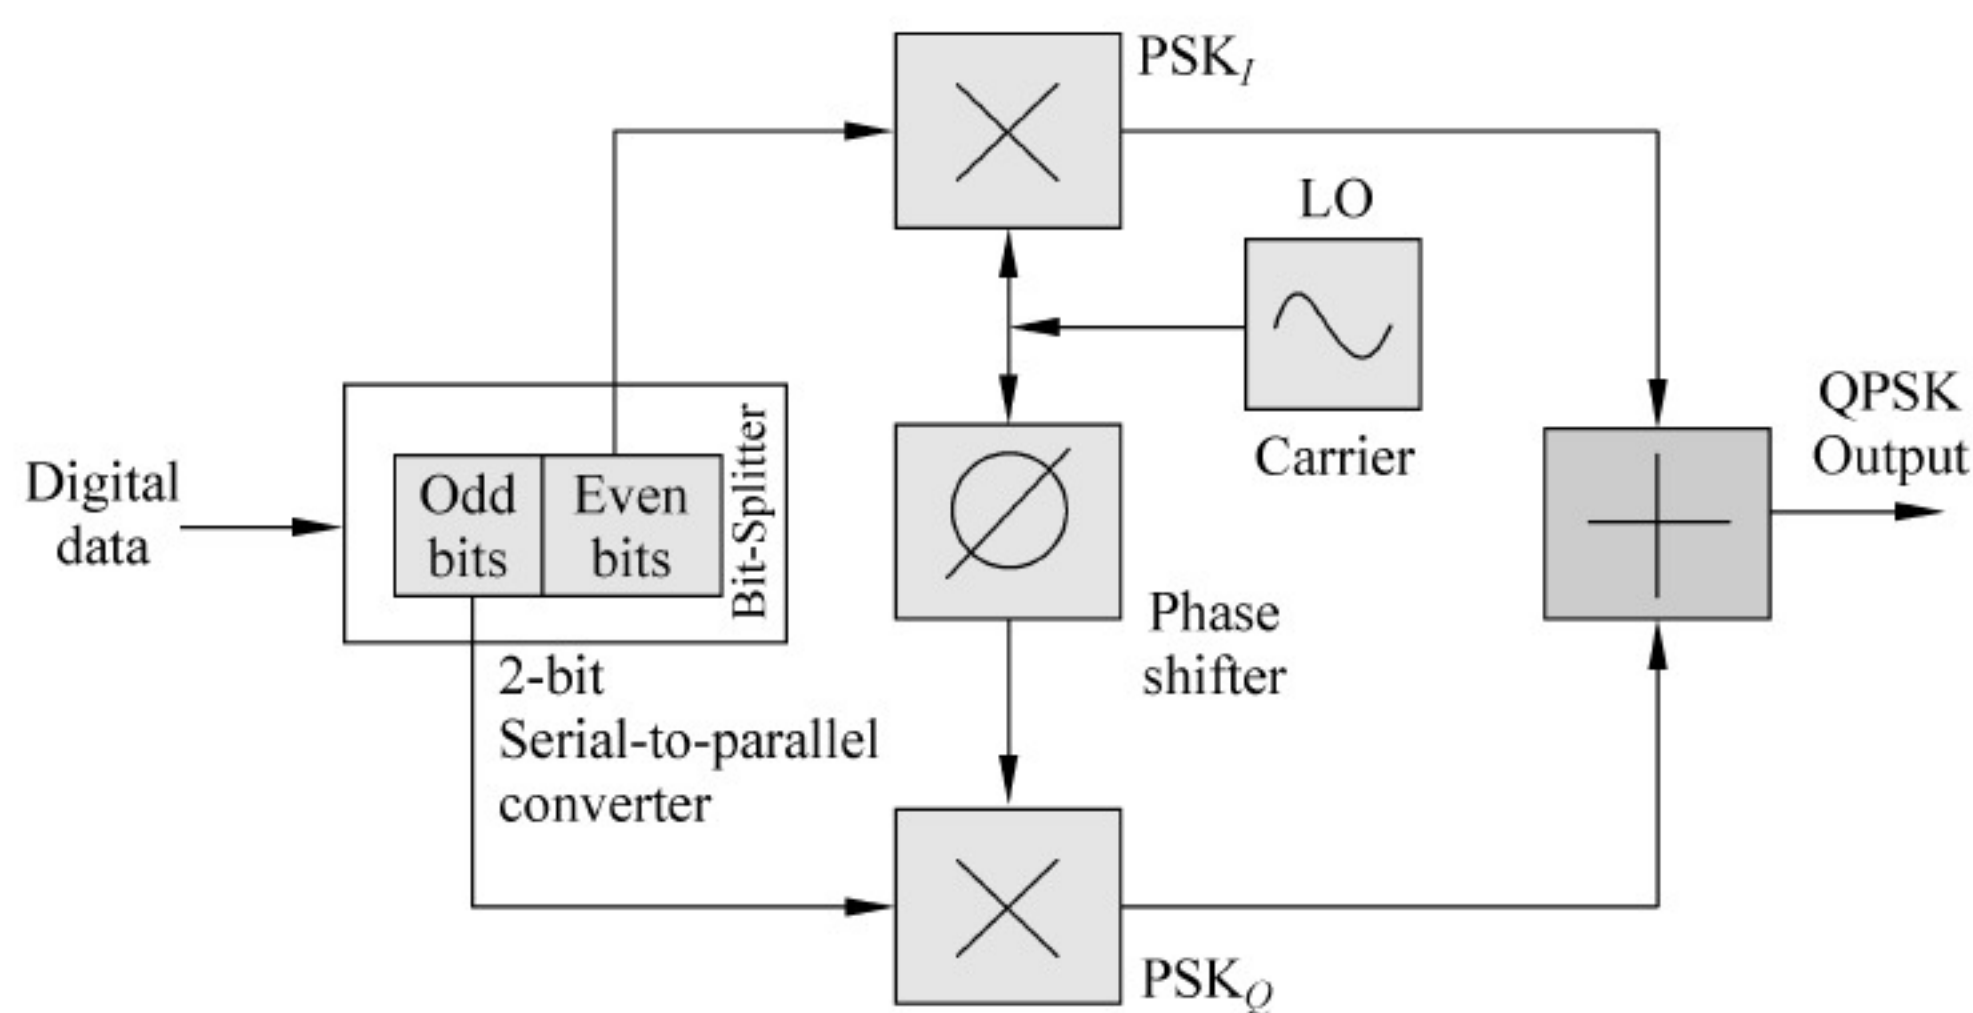 PSK_I
LO
Carrier
QPSK
Output
Digital
data
Odd
bits
Even
bits
Bit-Splitter
2-bit
Serial-to-parallel
converter
Phase
shifter
PSK_Q